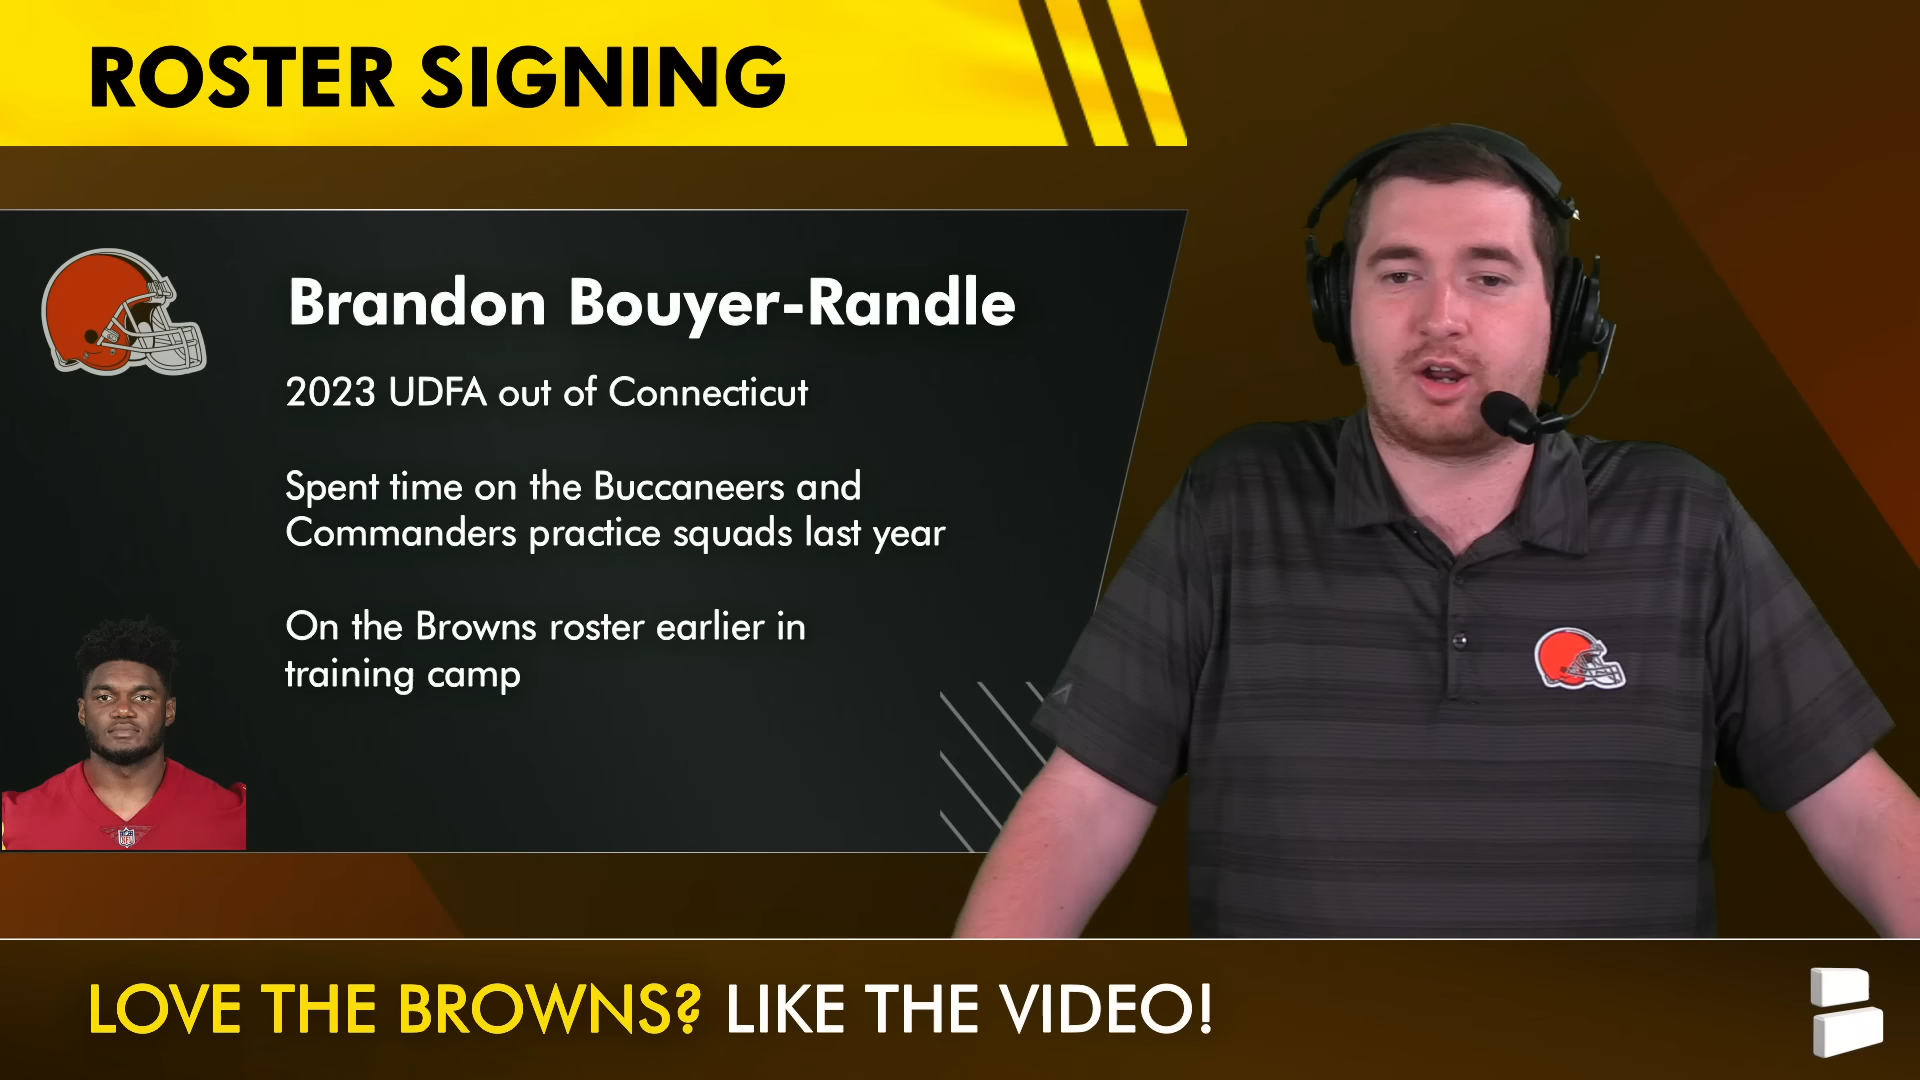 ROSTER SIGNING
Brandon Bouyer-Randle
2023 UDFA out of Connecticut
Spent time on the Buccaneers and
Commanders practice squads last year
On the Browns roster earlier in
training camp
LOVE THE BROWNS? LIKE THE VIDEO!